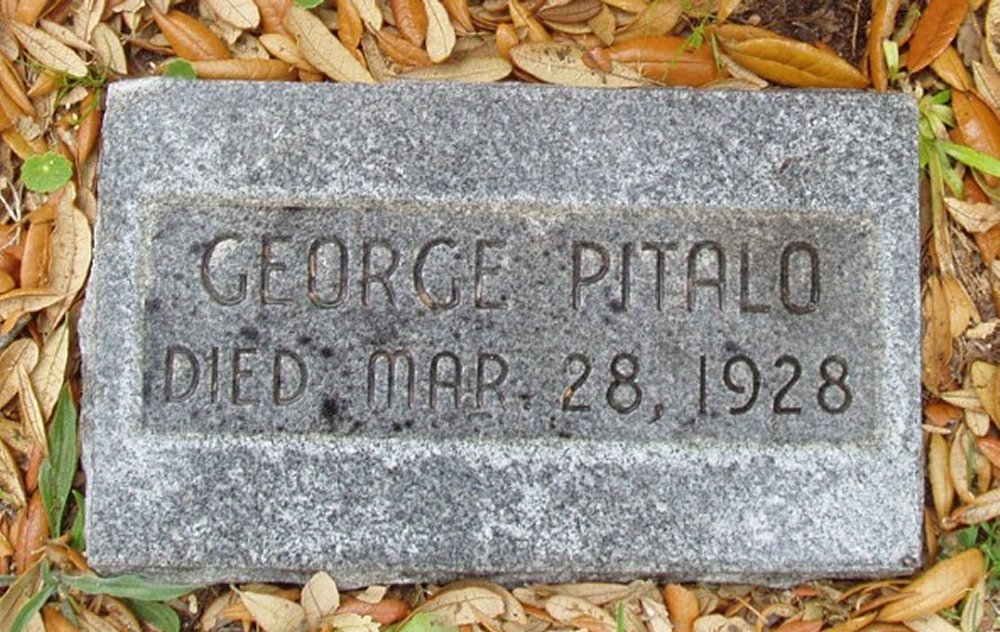 GEORGE PITALO
DIED MAR. 28, 1928